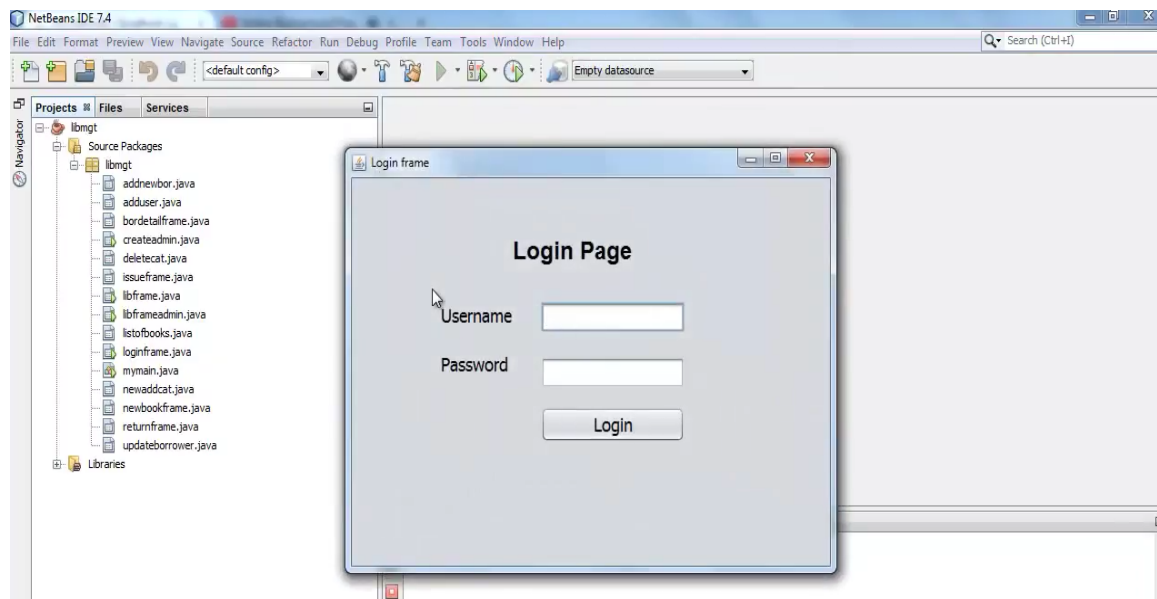 NetBeans IDE 7.4
File Edit Format Preview View Navigate Source Refactor Run Debug Profile Team Tools Window Help
Search (Ctrl+I)
<default config>
Empty datasource
Projects Files Services
Navigator
libmgt
Source Packages
libmgt
addnewbor.java
adduser.java
bordetailframe.java
createadmin.java
deletecat.java
issueframe.java
libframe.java
libframeadmin.java
listofbooks.java
loginframe.java
mymain.java
newaddcat.java
newbookframe.java
returnframe.java
updateborrower.java
Libraries
Login frame
Login Page
Username
Password
Login